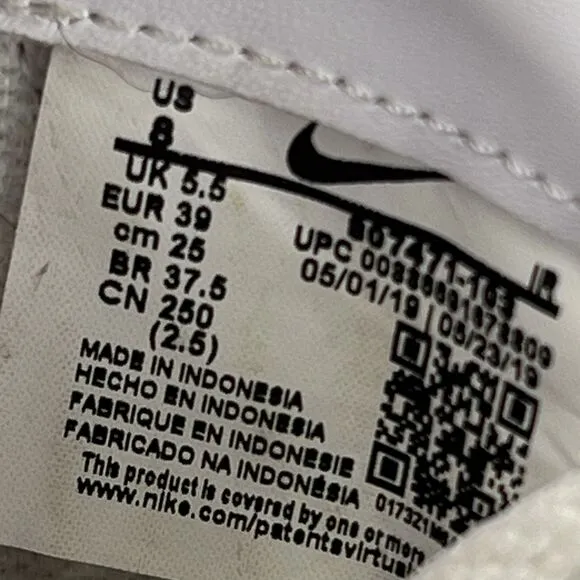 US
8
UK 5.5
EUR 39
cm 25
BR 37.5
CN 250
(2.5)
UPC
05/01/19 | 05/23/19
MADE IN INDONESIA
HECHO EN INDONESIA
FABRIQUE EN INDONESIE
FABRICADO NA INDONÉSIA
This product is covered by one or more
www.nike.com/patentsvirtual